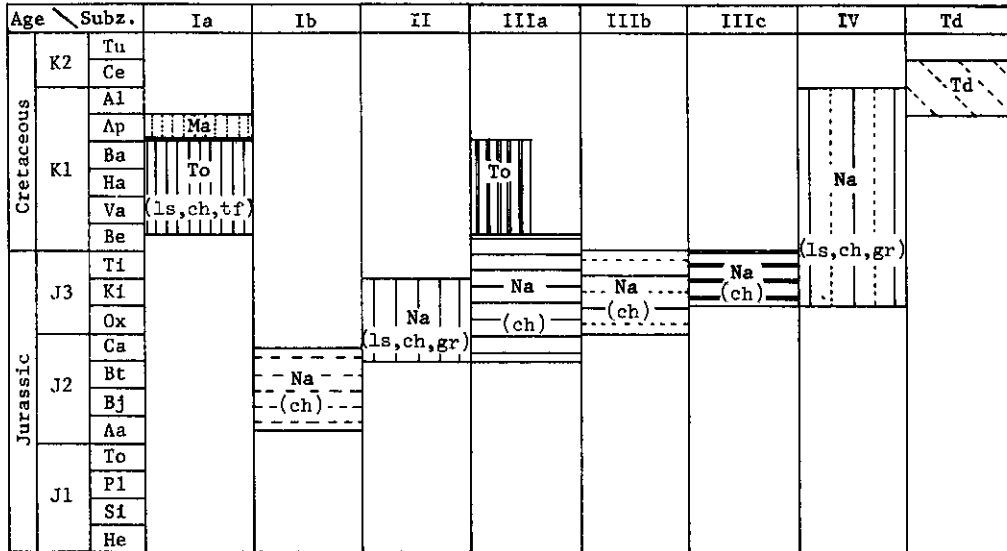 Age Subz. Ia Ib II IIIa IIIb IIIc IV Td
Cretaceous
K2
Tu
Ce
Td
K1
Al
Ap
Ma
Ba
To
To
Ha
Na
Va
(ls,ch,tf)
Be
(ls,ch,gr)
Jurassic
J3
Ti
Na
Ki
Na
Na
(ch)
Ox
Na
(ch)
(ch)
J2
Ca
(ls,ch,gr)
Bt
Na
Bj
(ch)
Aa
J1
To
Pl
Si
He